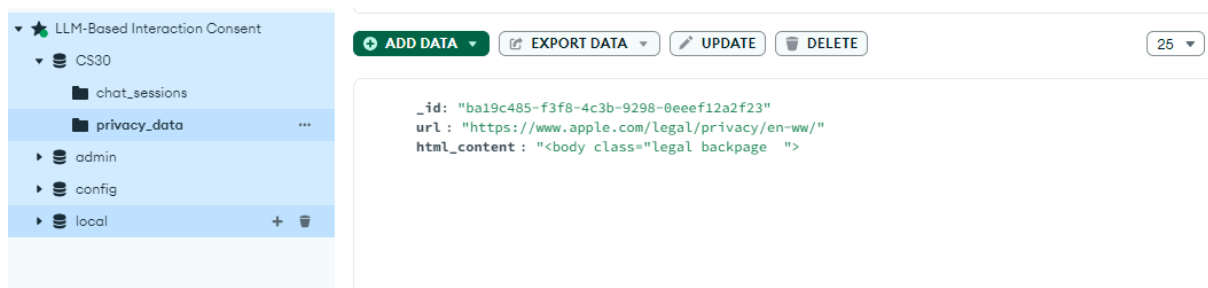 LLM-Based Interaction Consent
CS30
chat_sessions
privacy_data
admin
config
local
ADD DATA
EXPORT DATA
UPDATE
DELETE
25
_id: "ba19c485-f3f8-4c3b-9298-0eeef12a2f23"
url : "https://www.apple.com/legal/privacy/en-ww/"
html_content : "<body class="legal backpage  ">